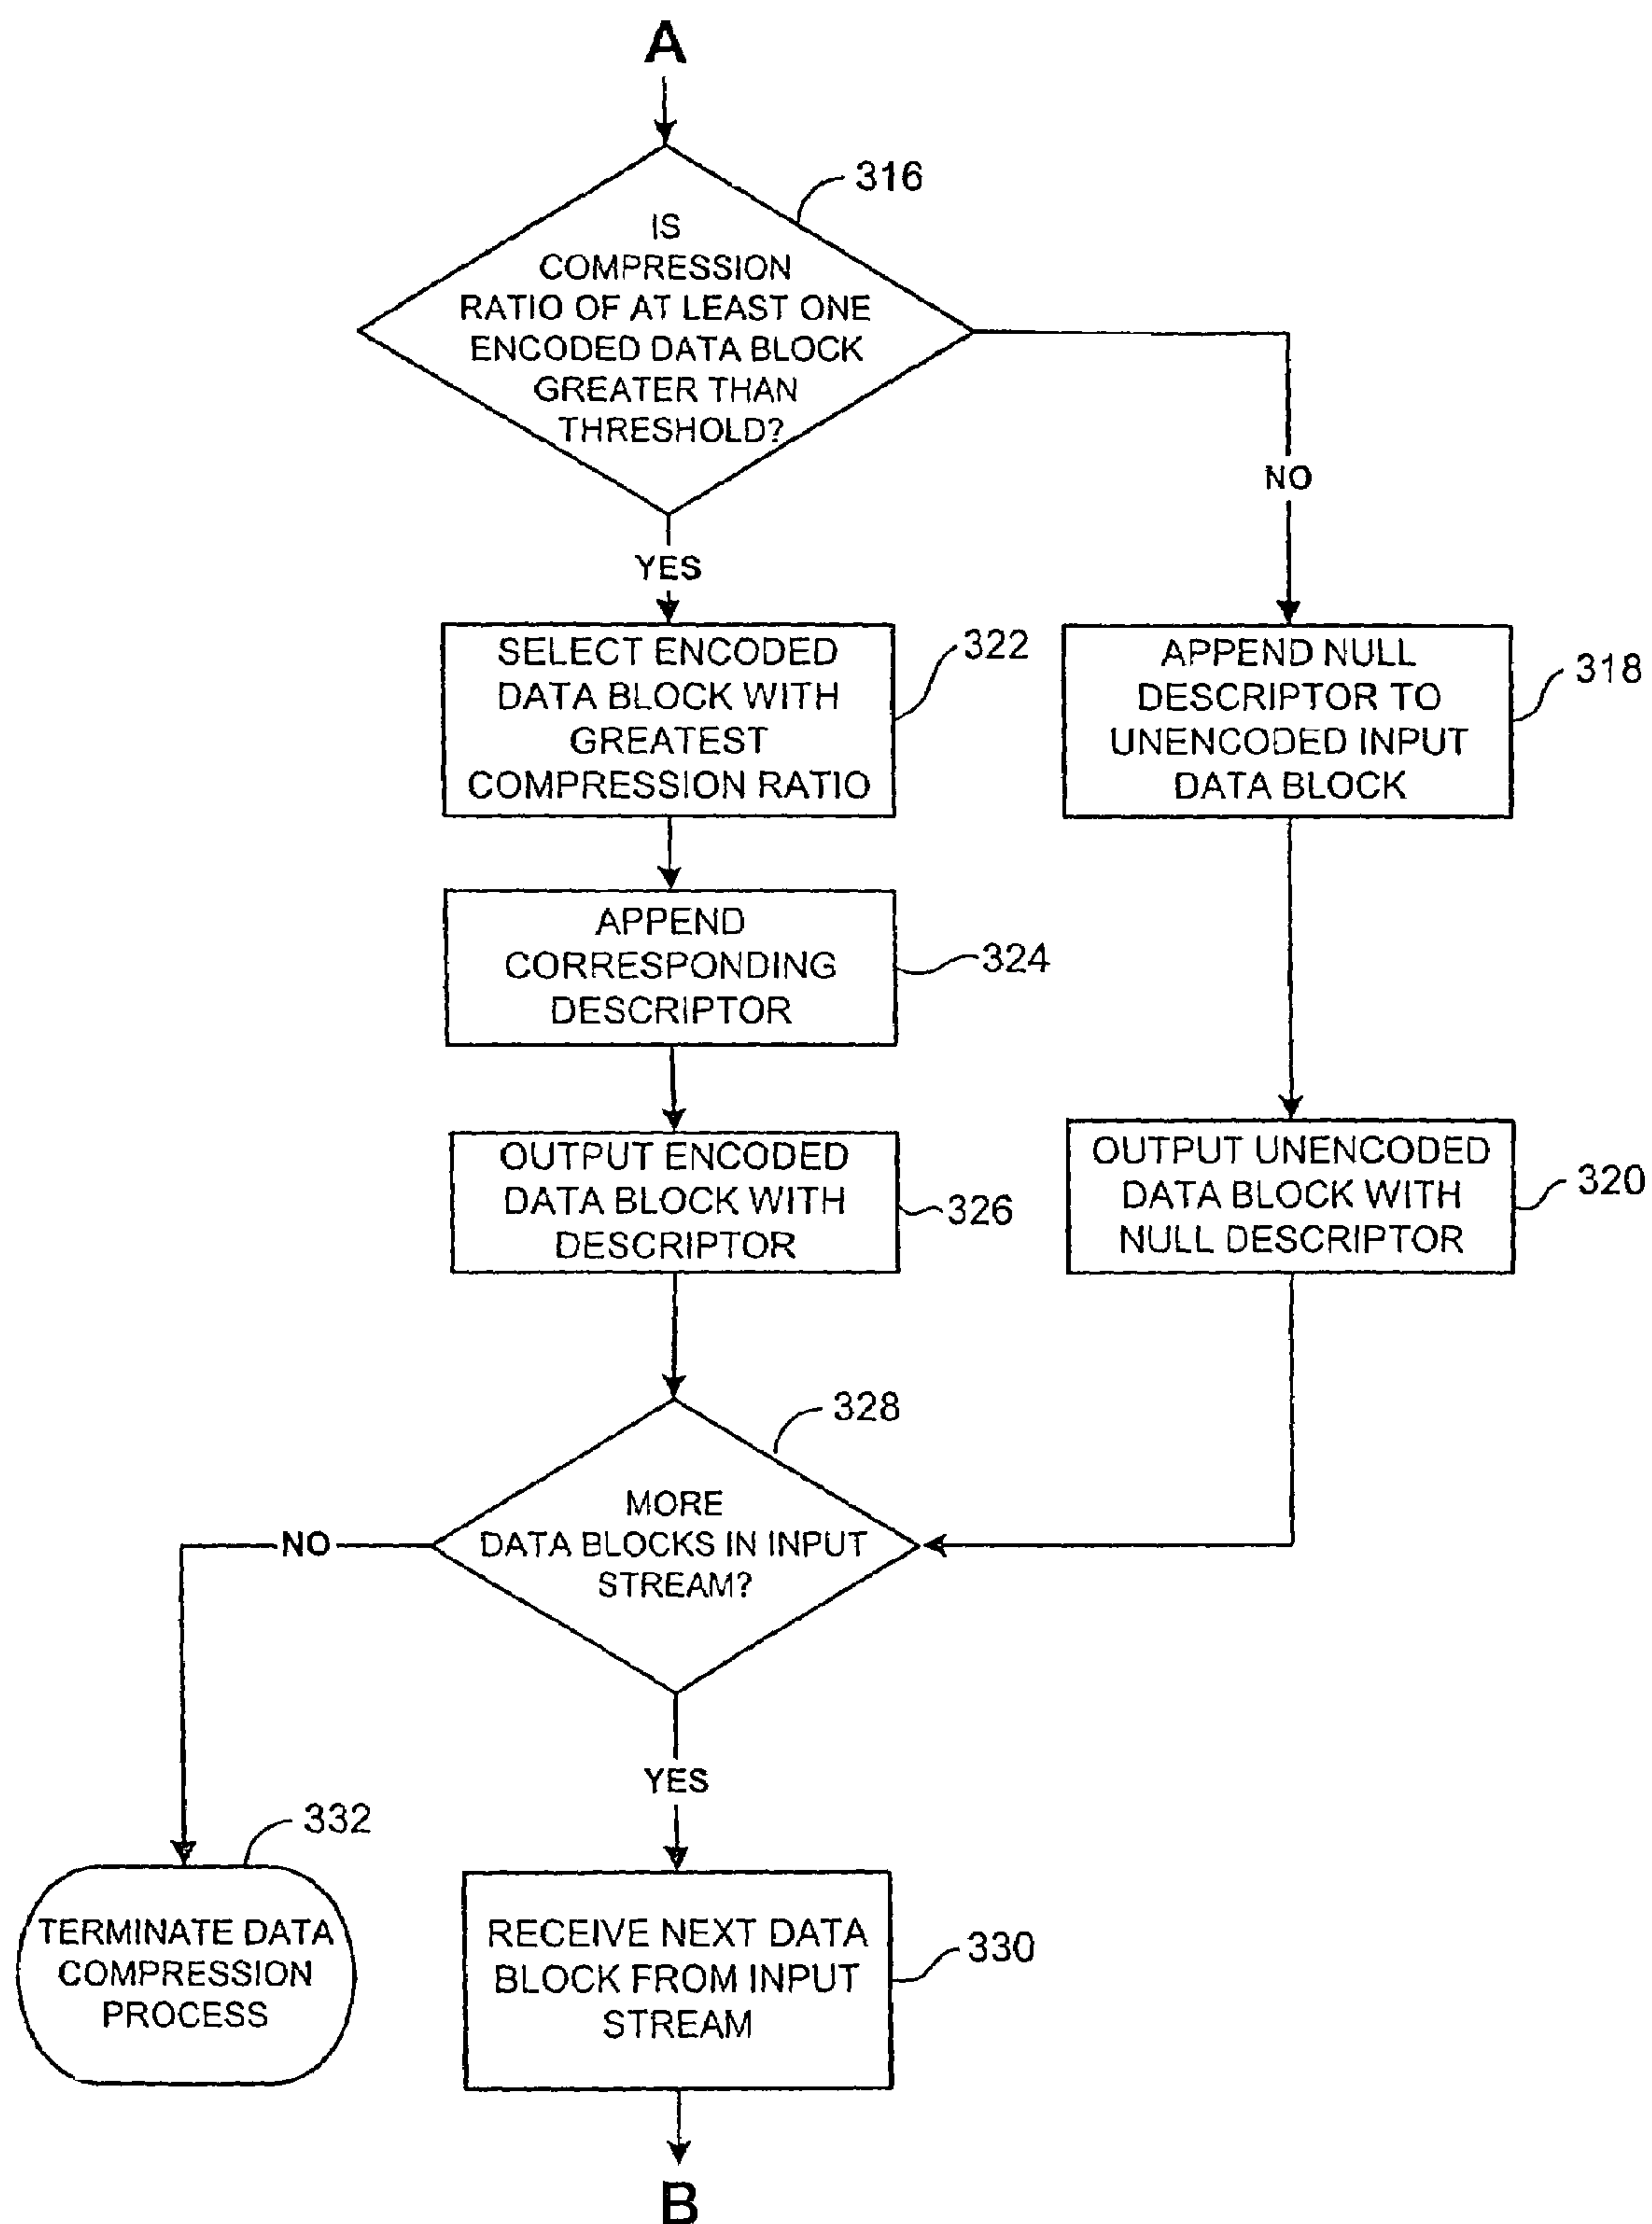 A
316
IS
COMPRESSION
RATIO OF AT LEAST ONE
ENCODED DATA BLOCK
GREATER THAN
THRESHOLD?
NO
YES
SELECT ENCODED
DATA BLOCK WITH
GREATEST
COMPRESSION RATIO
322
APPEND NULL
DESCRIPTOR TO
UNENCODED INPUT
DATA BLOCK
318
APPEND
CORRESPONDING
DESCRIPTOR
324
OUTPUT ENCODED
DATA BLOCK WITH
DESCRIPTOR
326
OUTPUT UNENCODED
DATA BLOCK WITH
NULL DESCRIPTOR
320
328
MORE
DATA BLOCKS IN INPUT
STREAM?
NO
YES
332
TERMINATE DATA
COMPRESSION
PROCESS
RECEIVE NEXT DATA
BLOCK FROM INPUT
STREAM
330
B